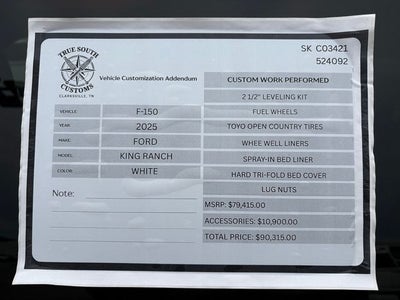 TRUE SOUTH
CUSTOMS
CLARKSVILLE, TN
Vehicle Customization Addendum
SK C03421
524092
VEHICLE: F-150
YEAR: 2025
MAKE: FORD
MODEL: KING RANCH
COLOR: WHITE
Note:
CUSTOM WORK PERFORMED
2 1/2" LEVELING KIT
FUEL WHEELS
TOYO OPEN COUNTRY TIRES
WHEE WELL LINERS
SPRAY-IN BED LINER
HARD TRI-FOLD BED COVER
LUG NUTS
MSRP: $79,415.00
ACCESSORIES: $10,900.00
TOTAL PRICE: $90,315.00